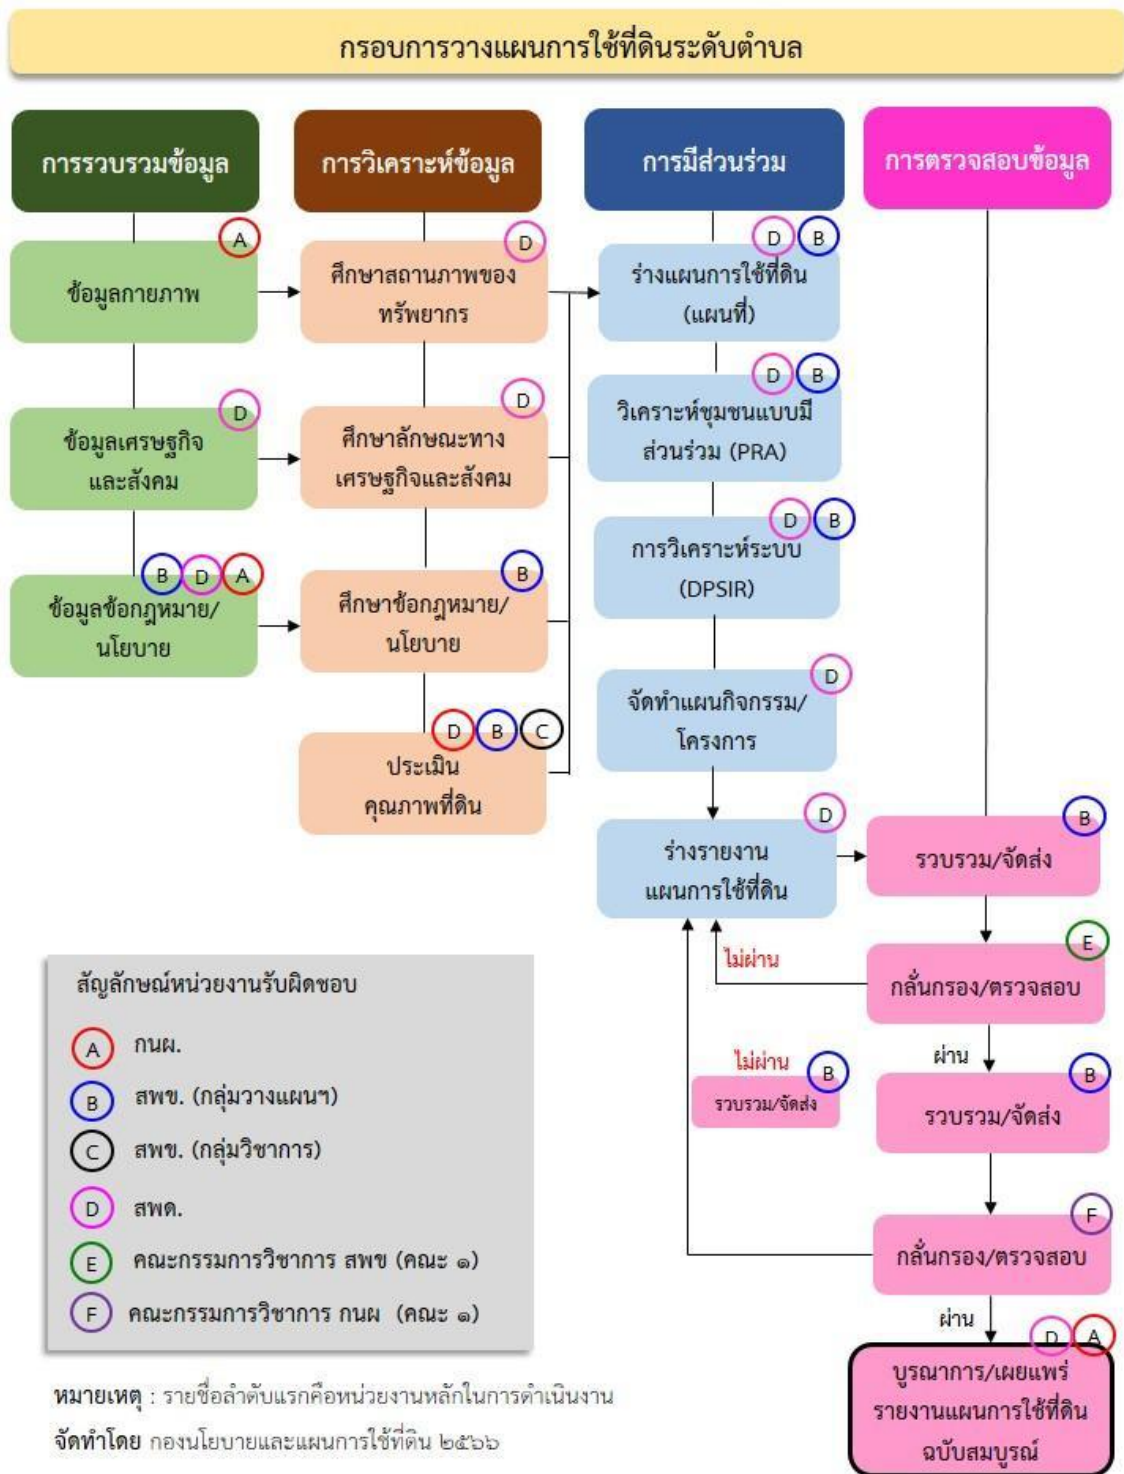 กรอบการวางแผนการใช้ที่ดินระดับตำบล
การรวบรวมข้อมูล
การวิเคราะห์ข้อมูล
การมีส่วนร่วม
การตรวจสอบข้อมูล
A
ข้อมูลกายภาพ
D
ศึกษาสถานภาพของ
ทรัพยากร
D B
ร่างแผนการใช้ที่ดิน
(แผนที่)
D
ข้อมูลเศรษฐกิจ
และสังคม
D
ศึกษาลักษณะทาง
เศรษฐกิจและสังคม
D B
วิเคราะห์ชุมชนแบบมี
ส่วนร่วม (PRA)
D B
การวิเคราะห์ระบบ
(DPSIR)
B D A
ข้อมูลข้อกฎหมาย/
นโยบาย
B
ศึกษาข้อกฎหมาย/
นโยบาย
D
จัดทำแผนกิจกรรม/
โครงการ
D B C
ประเมิน
คุณภาพที่ดิน
D
ร่างรายงาน
แผนการใช้ที่ดิน
B
รวบรวม/จัดส่ง
E
กลั่นกรอง/ตรวจสอบ
ไม่ผ่าน
ผ่าน
B
รวบรวม/จัดส่ง
ไม่ผ่าน
B
รวบรวม/จัดส่ง
F
กลั่นกรอง/ตรวจสอบ
ผ่าน
D A
บูรณาการ/เผยแพร่
รายงานแผนการใช้ที่ดิน
ฉบับสมบูรณ์
สัญลักษณ์หน่วยงานรับผิดชอบ
A กนผ.
B สพข. (กลุ่มวางแผนฯ)
C สพข. (กลุ่มวิชาการ)
D สพด.
E คณะกรรมการวิชาการ สพข (คณะ ๑)
F คณะกรรมการวิชาการ กนผ (คณะ ๑)
หมายเหตุ : รายชื่อลำดับแรกคือหน่วยงานหลักในการดำเนินงาน
จัดทำโดย กองนโยบายและแผนการใช้ที่ดิน ๒๕๖๖